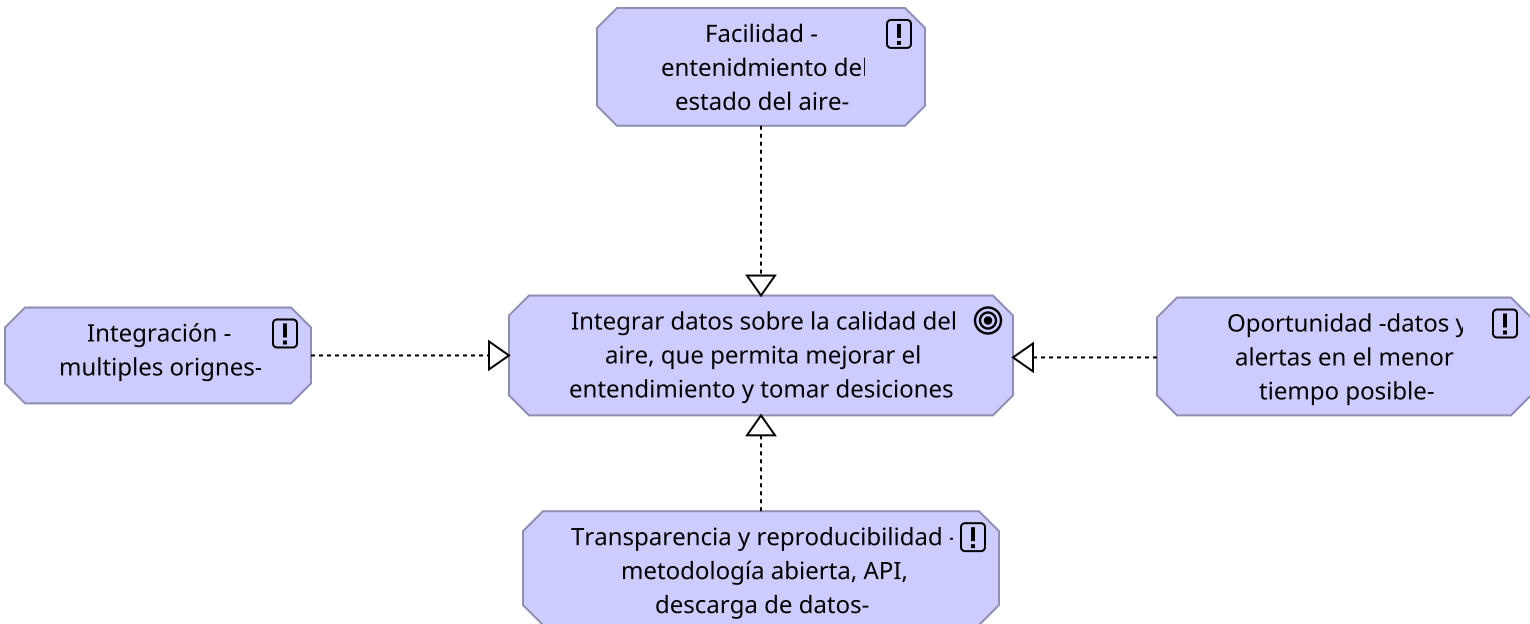 Facilidad -
entenidmiento del
estado del aire-
Integración -
multiples orignes-
Integrar datos sobre la calidad del
aire, que permita mejorar el
entendimiento y tomar desiciones
Oportunidad -datos y
alertas en el menor
tiempo posible-
Transparencia y reproducibilidad -
metodología abierta, API,
descarga de datos-